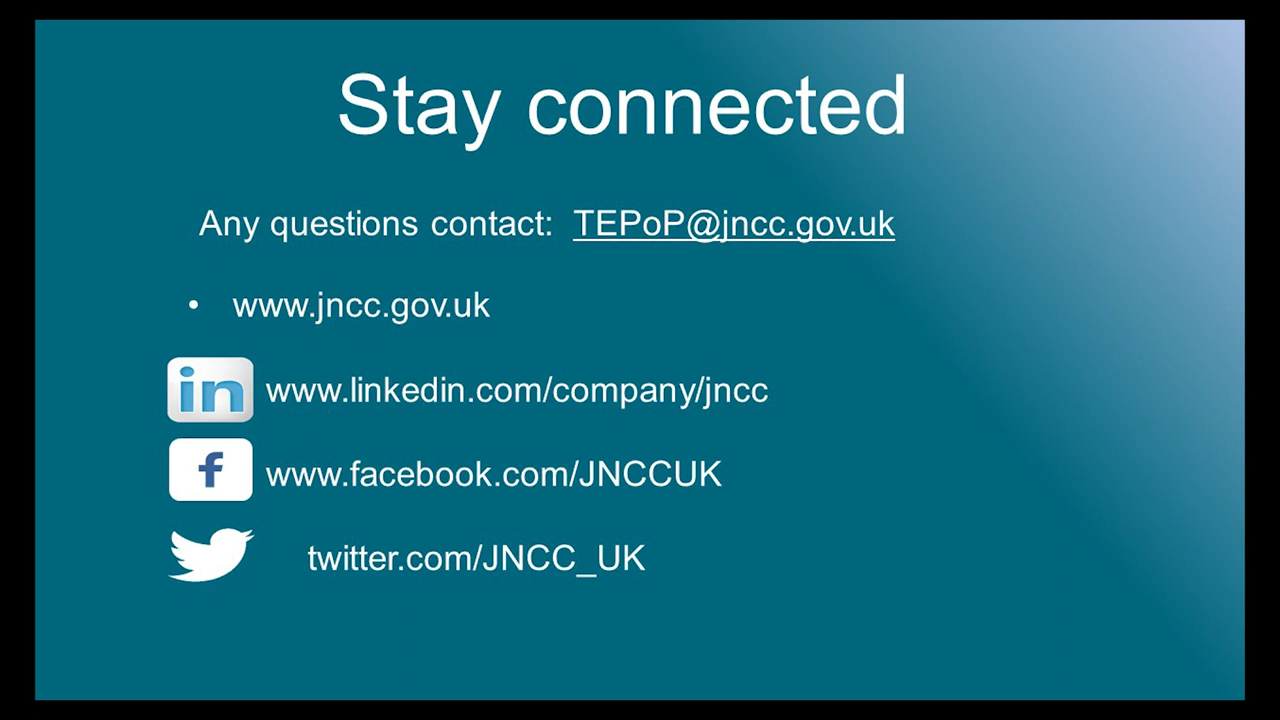 Stay connected
Any questions contact: TEPoP@jncc.gov.uk
• www.jncc.gov.uk
in www.linkedin.com/company/jncc
f www.facebook.com/JNCCUK
twitter.com/JNCC_UK